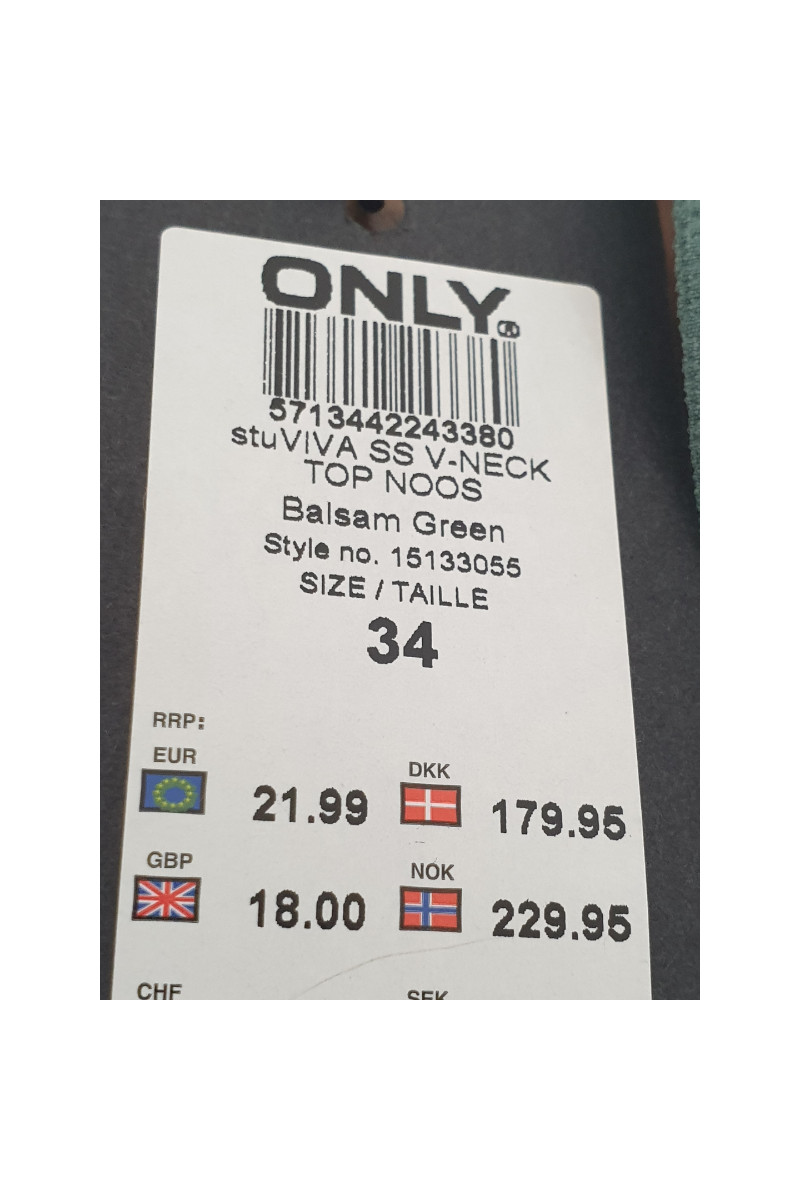 ONLY®
5713442243380
stuVIVA SS V-NECK
TOP NOOS
Balsam Green
Style no. 15133055
SIZE / TAILLE
34
RRP:
EUR
21.99
DKK
179.95
GBP
18.00
NOK
229.95
CHF
SEK